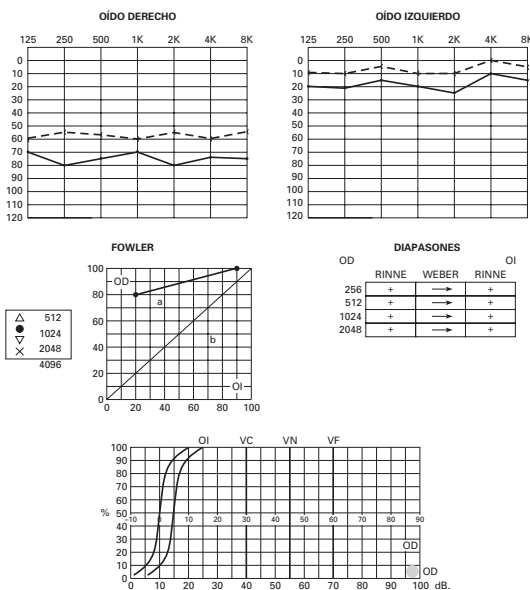 OÍDO DERECHO
125 250 500 1K 2K 4K 8K
0
10
20
30
40
50
60
70
80
90
100
110
120
OÍDO IZQUIERDO
125 250 500 1K 2K 4K 8K
0
10
20
30
40
50
60
70
80
90
100
110
120
FOWLER
100
80
60
40
20
0
OD
a
b
OI
0 20 40 60 80 100
△ 512
● 1024
▽ 2048
× 4096
DIAPASONES
OD OI
RINNE WEBER RINNE
256 + → +
512 + → +
1024 + → +
2048 + → +
OI VC VN VF
100
90
80
70
60
% 50
40
30
20
10
0
-10 0 10 20 30 40 50 60 70 80 90
OD
OD
0 10 20 30 40 50 60 70 80 90 100 dB.